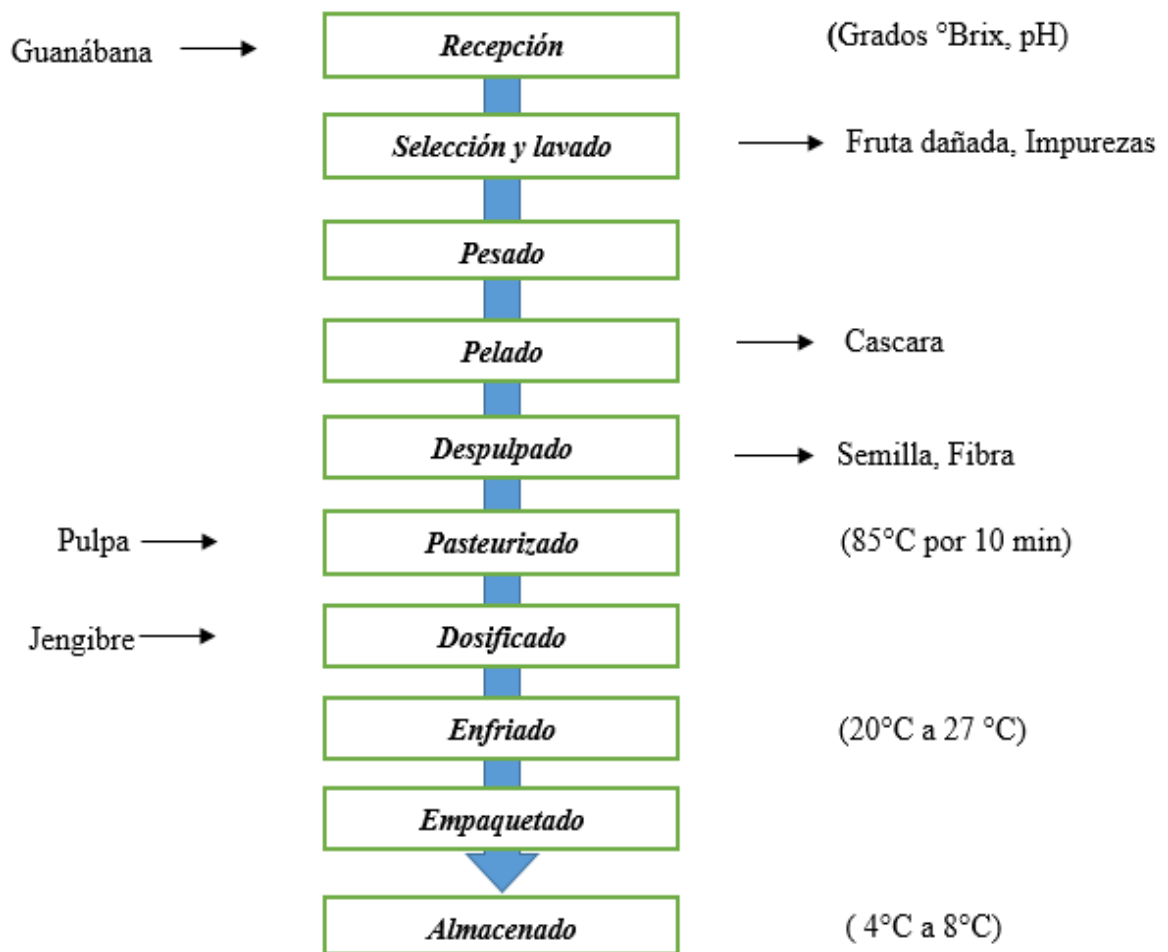 Guanábana
Recepción
(Grados °Brix, pH)
Selección y lavado
Fruta dañada, Impurezas
Pesado
Pelado
Cascara
Despulpado
Semilla, Fibra
Pulpa
Pasteurizado
(85°C por 10 min)
Jengibre
Dosificado
Enfriado
(20°C a 27 °C)
Empaquetado
Almacenado
( 4°C a 8°C)